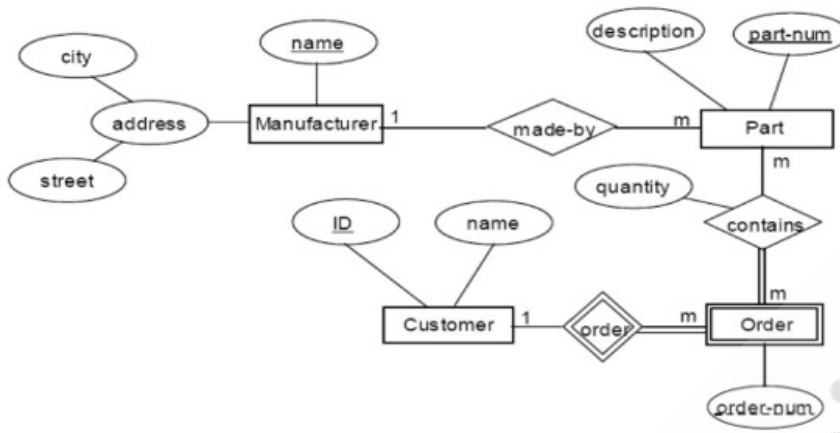 city
name
description
part-num
address
Manufacturer
1
made-by
m
Part
street
m
quantity
ID
name
contains
m
Customer
1
order
m
Order
order-num